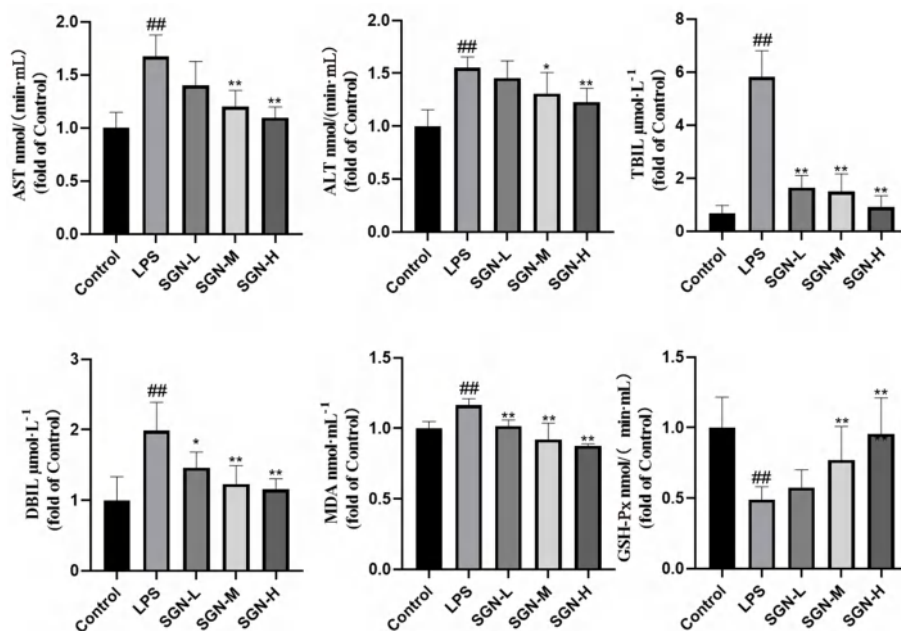 AST nmol/（min·mL）
(fold of Control)
2.0
1.5
1.0
0.5
0.0
##
**
**
Control
LPS
SGN-L
SGN-M
SGN-H
ALT nmol/(min·mL)
(fold of Control)
2.0
1.5
1.0
0.5
0.0
##
*
**
Control
LPS
SGN-L
SGN-M
SGN-H
TBIL μmol·L⁻¹
(fold of Control)
8
6
4
2
0
##
**
**
**
Control
LPS
SGN-L
SGN-M
SGN-H
DBIL μmol·L⁻¹
(fold of Control)
3
2
1
0
##
*
**
**
Control
LPS
SGN-L
SGN-M
SGN-H
MDA nmol·mL⁻¹
(fold of Control)
1.5
1.0
0.5
0.0
##
**
**
**
Control
LPS
SGN-L
SGN-M
SGN-H
GSH-Px nmol/（ min·mL）
(fold of Control)
1.5
1.0
0.5
0.0
##
**
**
**
Control
LPS
SGN-L
SGN-M
SGN-H